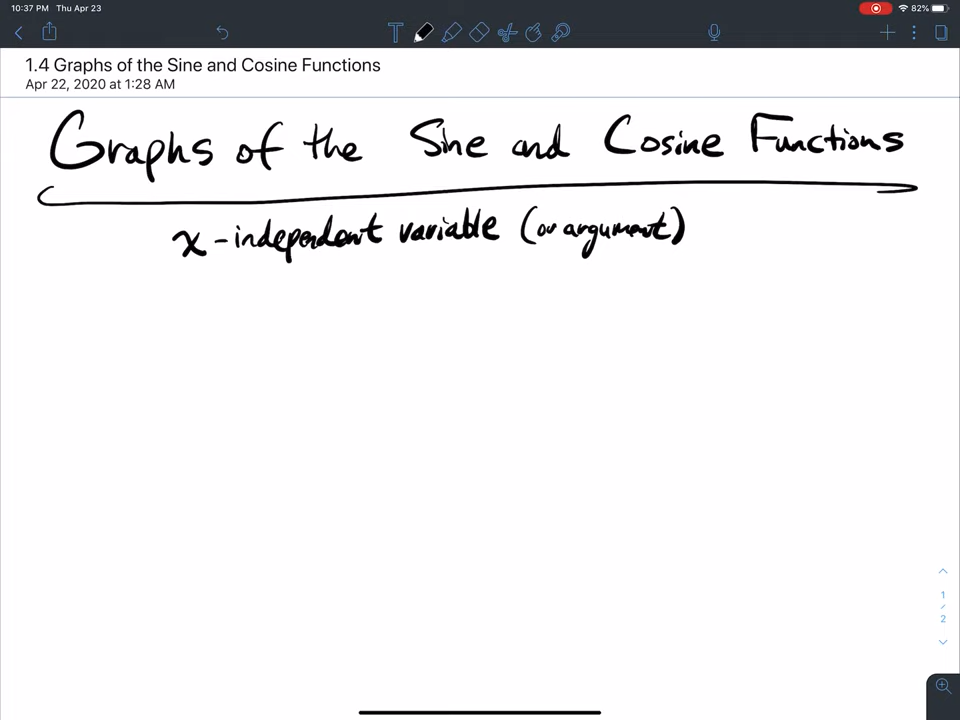 10:37 PM Thu Apr 23
82%
T
1.4 Graphs of the Sine and Cosine Functions
Apr 22, 2020 at 1:28 AM
Graphs of the Sine and Cosine Functions
x - independent variable (or argument)
1
/
2